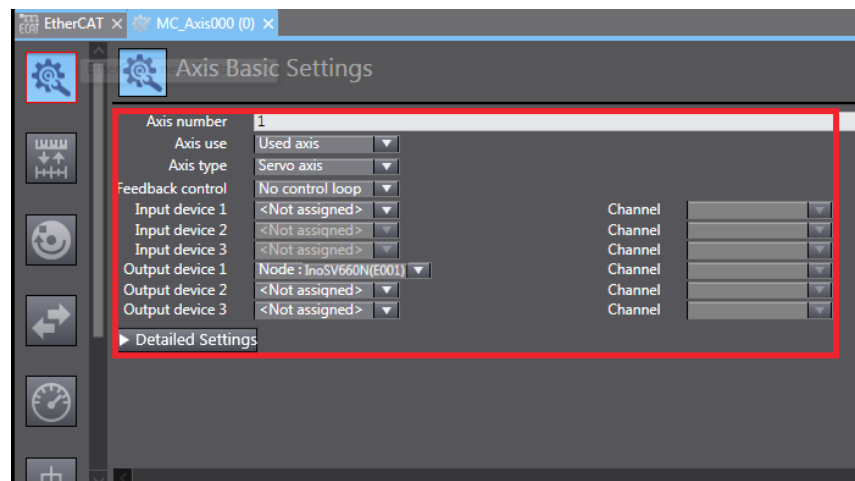 EtherCAT × MC_Axis000 (0) ×
Axis Basic Settings
Axis number 1
Axis use Used axis
Axis type Servo axis
Feedback control No control loop
Input device 1 <Not assigned> Channel
Input device 2 <Not assigned> Channel
Input device 3 <Not assigned> Channel
Output device 1 Node : InoSV660N(E001) Channel
Output device 2 <Not assigned> Channel
Output device 3 <Not assigned> Channel
Detailed Settings